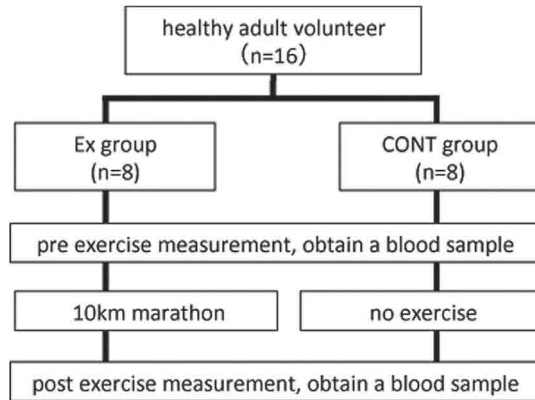 healthy adult volunteer
(n=16)
Ex group
(n=8)
CONT group
(n=8)
pre exercise measurement, obtain a blood sample
10km marathon
no exercise
post exercise measurement, obtain a blood sample